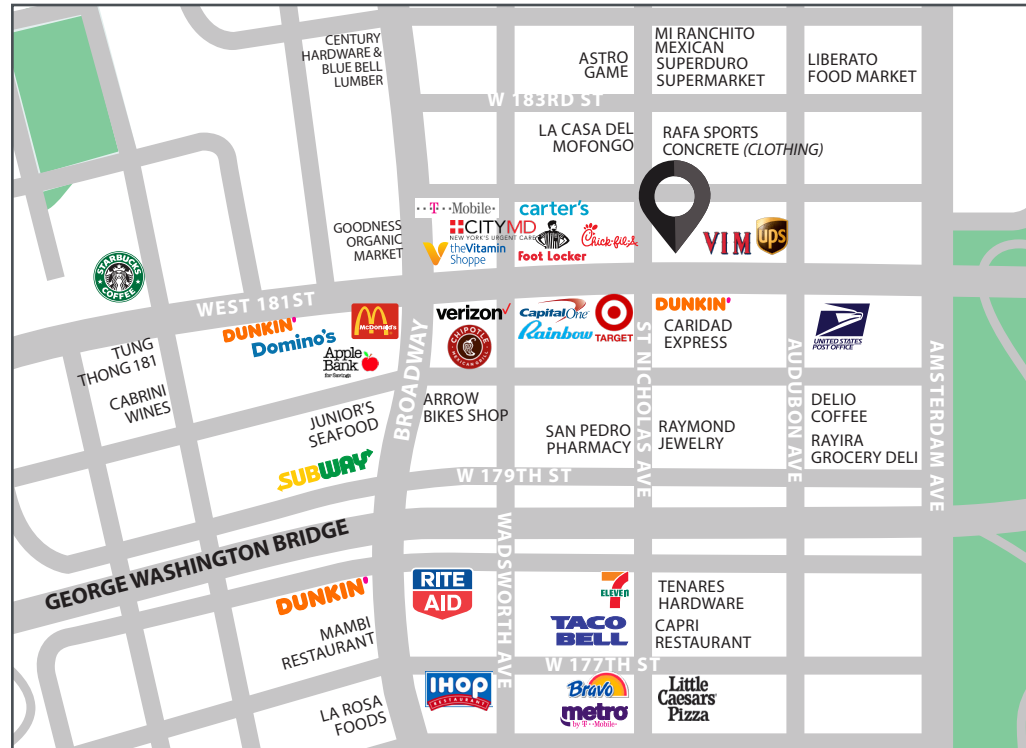 CENTURY
HARDWARE &
BLUE BELL
LUMBER
ASTRO
GAME
MI RANCHITO
MEXICAN
SUPERDURO
SUPERMARKET
LIBERATO
FOOD MARKET
W 183RD ST
LA CASA DEL
MOFONGO
RAFA SPORTS
CONCRETE (CLOTHING)
T · · Mobile ·
carter's
GOODNESS
ORGANIC
MARKET
CITYMD
NEW YORK'S URGENT CARE
theVitamin
Shoppe
Foot Locker
Chick-fil-A
VIM
ups
STARBUCKS
COFFEE
WEST 181ST
DUNKIN'
Domino's
McDonald's
Apple
Bank
for Savings
verizon
CHIPOTLE
MEXICAN GRILL
Capital One
Rainbow
TARGET
DUNKIN'
CARIDAD
EXPRESS
UNITED STATES
POST OFFICE
TUNG
THONG 181
CABRINI
WINES
BROADWAY
ST NICHOLAS AVE
AUDUBON AVE
AMSTERDAM AVE
JUNIOR'S
SEAFOOD
ARROW
BIKES SHOP
SAN PEDRO
PHARMACY
RAYMOND
JEWELRY
DELIO
COFFEE
RAYIRA
GROCERY DELI
SUBWAY
W 179TH ST
GEORGE WASHINGTON BRIDGE
WADSWORTH AVE
DUNKIN'
MAMBI
RESTAURANT
RITE
AID
7
ELEVEN
TACO
BELL
TENARES
HARDWARE
CAPRI
RESTAURANT
W 177TH ST
LA ROSA
FOODS
IHOP
RESTAURANT
Bravo
metro
by T · · Mobile ·
Little
Caesars
Pizza